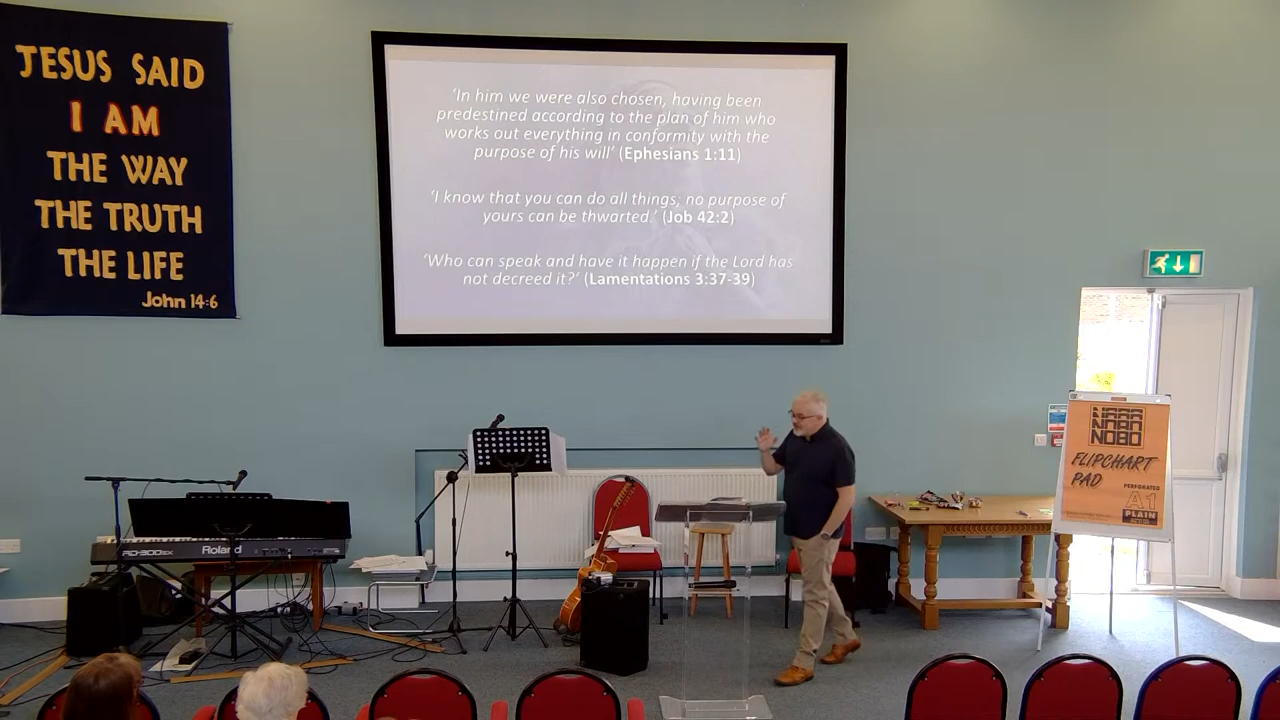 JESUS SAID
I AM
THE WAY
THE TRUTH
THE LIFE
John 14:6
'In him we were also chosen, having been
predestined according to the plan of him who
works out everything in conformity with the
purpose of his will' (Ephesians 1:11)
'I know that you can do all things; no purpose of
yours can be thwarted.' (Job 42:2)
'Who can speak and have it happen if the Lord has
not decreed it?' (Lamentations 3:37-39)
RD-300SX
Roland
NOBO
NOBO
FLIPCHART
PAD
PERFORATED
A1
PLAIN